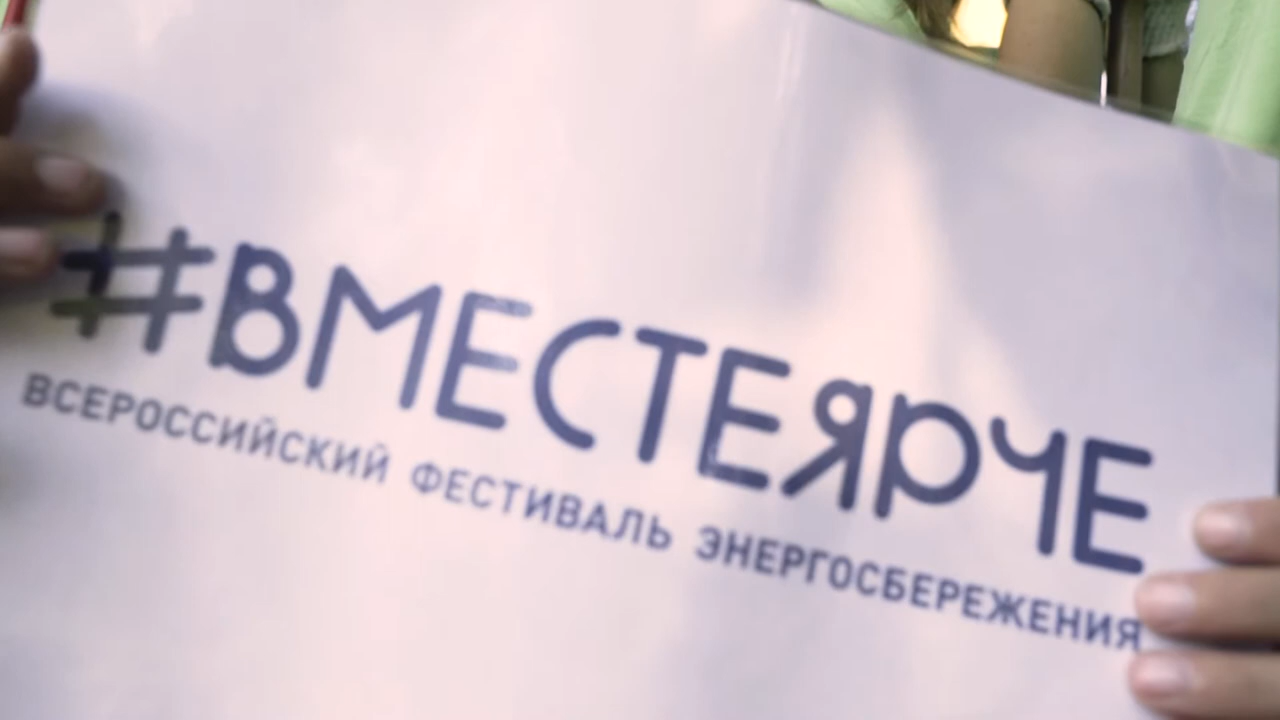 #ВМЕСТЕЯРЧЕ
ВСЕРОССИЙСКИЙ ФЕСТИВАЛЬ ЭНЕРГОСБЕРЕЖЕНИЯ